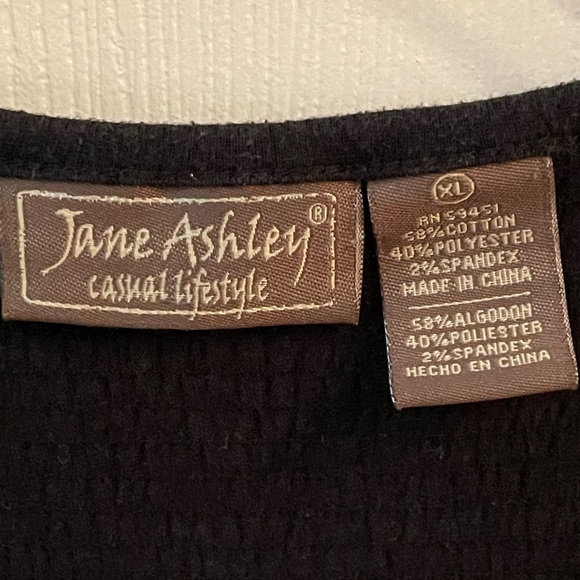 Jane Ashley®
casual lifestyle
XL
RN 59451
58% COTTON
40% POLYESTER
2% SPANDEX
MADE IN CHINA
58% ALGODON
40% POLIESTER
2% SPANDEX
HECHO EN CHINA